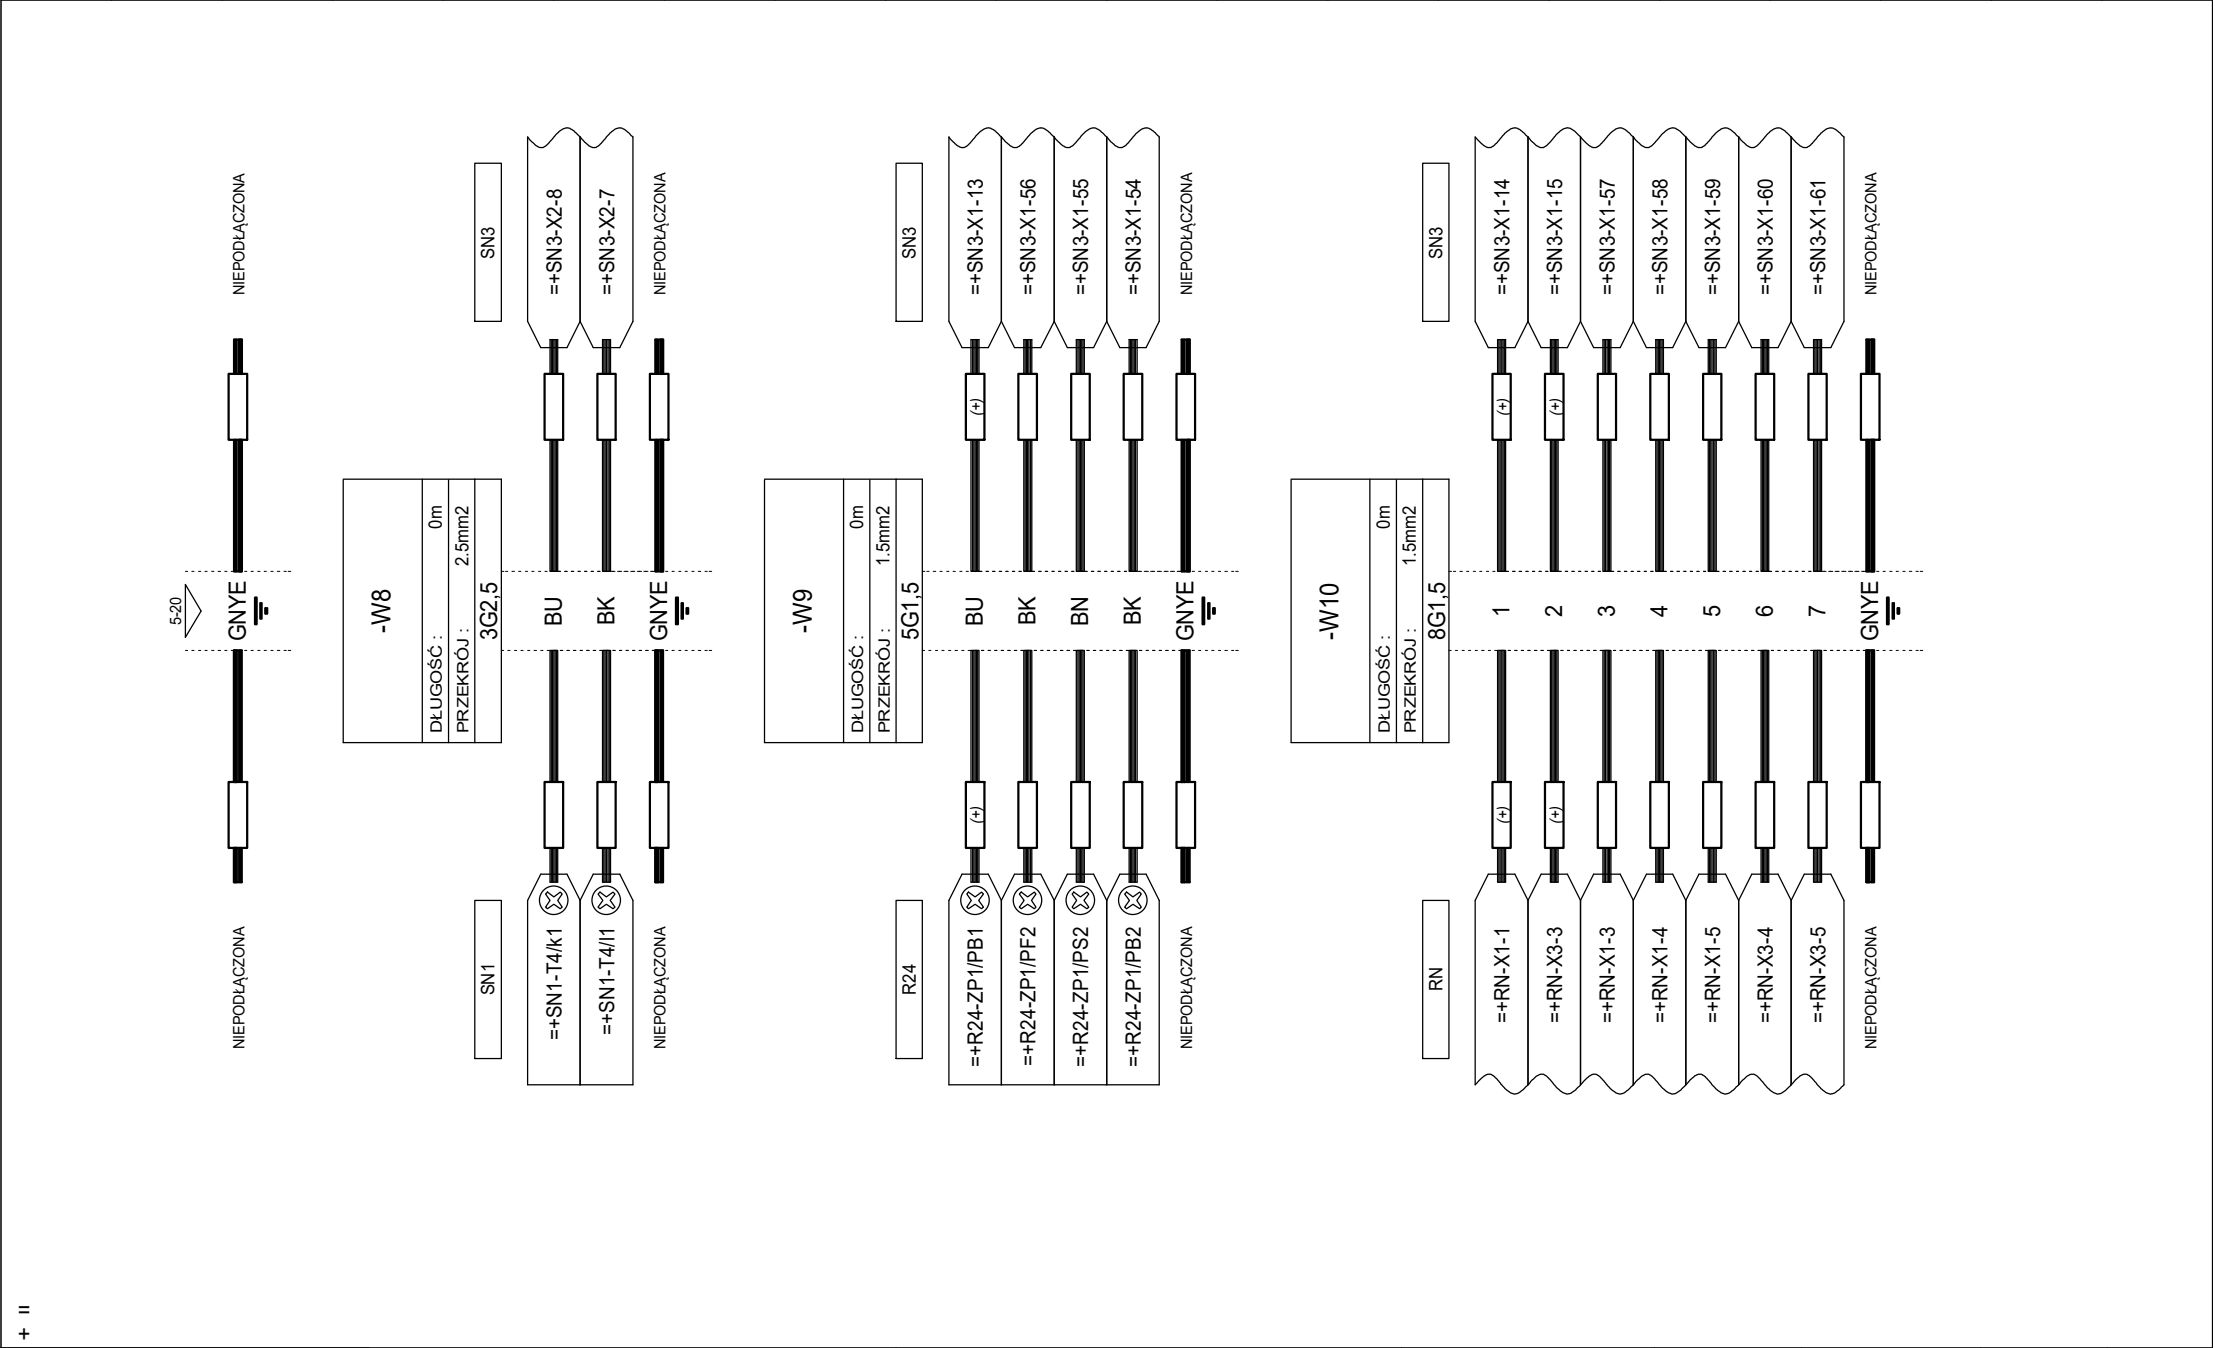 5-20
NIEPODŁĄCZONA
GNYE
NIEPODŁĄCZONA
-W8
DŁUGOŚĆ : 0m
PRZEKRÓJ : 2.5mm2
3G2,5
SN1
SN3
=+SN1-T4/k1 BU =+SN3-X2-8
=+SN1-T4/l1 BK =+SN3-X2-7
NIEPODŁĄCZONA GNYE NIEPODŁĄCZONA
-W9
DŁUGOŚĆ : 0m
PRZEKRÓJ : 1.5mm2
5G1,5
R24
SN3
=+R24-ZP1/PB1 (+) BU (+) =+SN3-X1-13
=+R24-ZP1/PF2 BK =+SN3-X1-56
=+R24-ZP1/PS2 BN =+SN3-X1-55
=+R24-ZP1/PB2 BK =+SN3-X1-54
NIEPODŁĄCZONA GNYE NIEPODŁĄCZONA
-W10
DŁUGOŚĆ : 0m
PRZEKRÓJ : 1.5mm2
8G1,5
RN
SN3
=+RN-X1-1 (+) 1 (+) =+SN3-X1-14
=+RN-X3-3 (+) 2 (+) =+SN3-X1-15
=+RN-X1-3 3 =+SN3-X1-57
=+RN-X1-4 4 =+SN3-X1-58
=+RN-X1-5 5 =+SN3-X1-59
=+RN-X3-4 6 =+SN3-X1-60
=+RN-X3-5 7 =+SN3-X1-61
NIEPODŁĄCZONA GNYE NIEPODŁĄCZONA
+
=